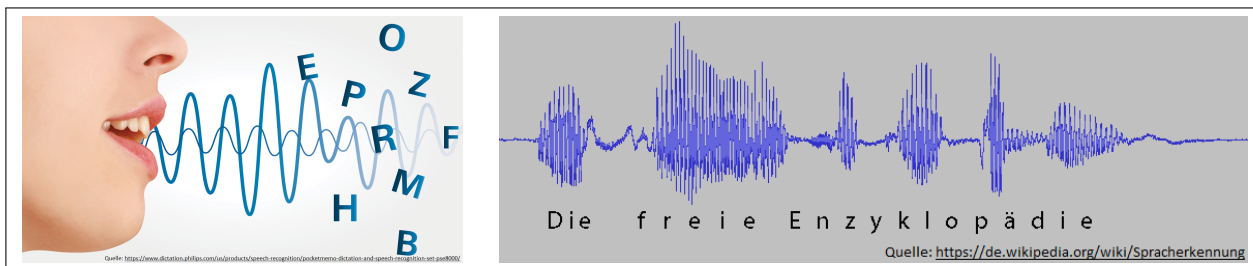 O
E
Z
P
R
F
M
H
B
Quelle: https://www.dictation.philips.com/us/products/speech-recognition/pocketmemo-dictation-and-speech-recognition-set-pse8000/
Die freie Enzyklopädie
Quelle: https://de.wikipedia.org/wiki/Spracherkennung